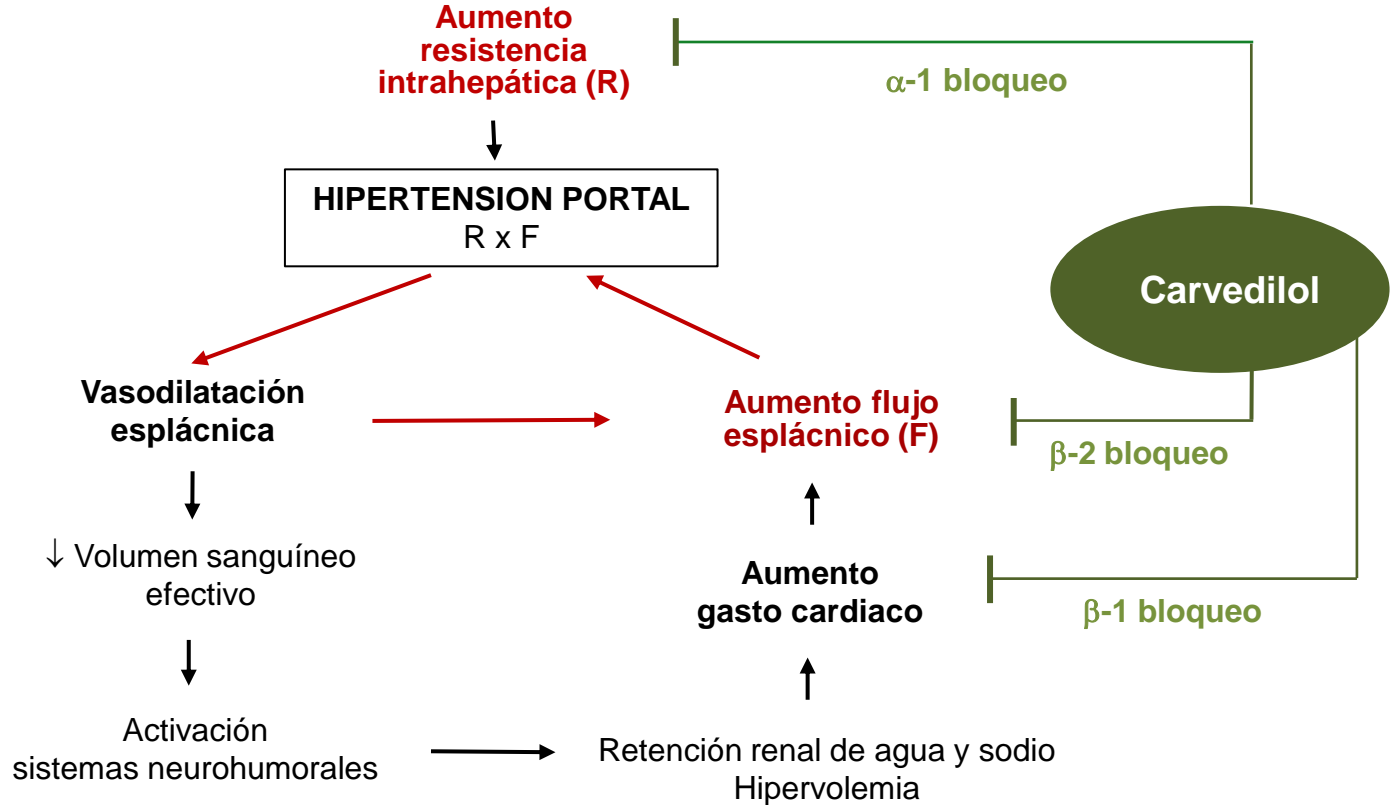 Aumento
resistencia
intrahepática (R)
α-1 bloqueo
HIPERTENSION PORTAL
R x F
Carvedilol
Vasodilatación
esplácnica
Aumento flujo
esplácnico (F)
β-2 bloqueo
↓ Volumen sanguíneo
efectivo
Aumento
gasto cardiaco
β-1 bloqueo
Activación
sistemas neurohumorales
Retención renal de agua y sodio
Hipervolemia